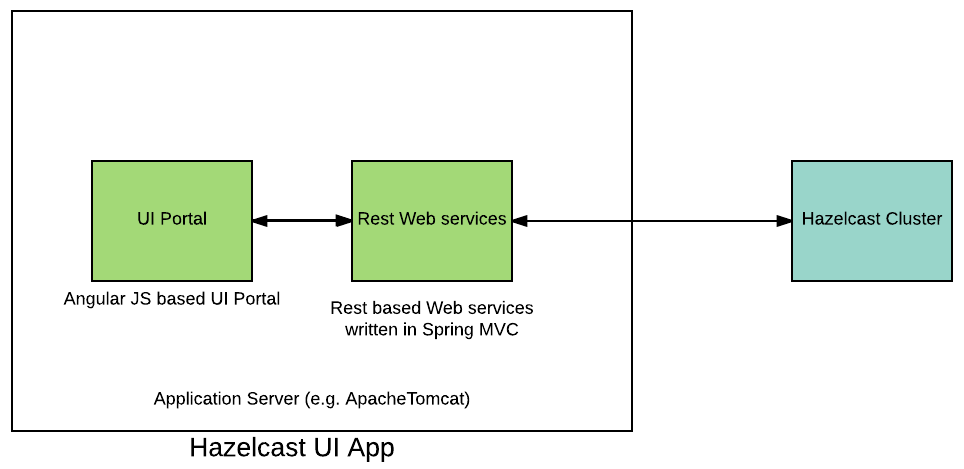 UI Portal
Rest Web services
Hazelcast Cluster
Angular JS based UI Portal
Rest based Web services
written in Spring MVC
Application Server (e.g. ApacheTomcat)
Hazelcast UI App